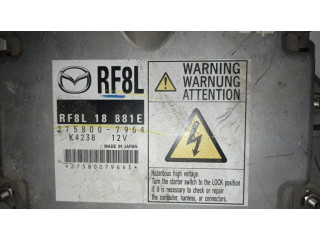 RF8L
RF8L 18 881E
275800-7964
K4238 12V
MADE IN JAPAN
*2758007964S*
WARNING
WARNUNG
ATTENTION
Hazardous high voltage.
Turn the starter switch to the LOCK position
if it is necessary to check or repair
the computer, harness, or connectors.